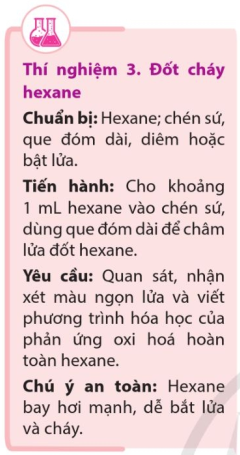 Thí nghiệm 3. Đốt cháy
hexane
Chuẩn bị: Hexane; chén sứ,
que đóm dài, diêm hoặc
bật lửa.
Tiến hành: Cho khoảng
1 mL hexane vào chén sứ,
dùng que đóm dài để châm
lửa đốt hexane.
Yêu cầu: Quan sát, nhận
xét màu ngọn lửa và viết
phương trình hóa học của
phản ứng oxi hoá hoàn
toàn hexane.
Chú ý an toàn: Hexane
bay hơi mạnh, dễ bắt lửa
và cháy.